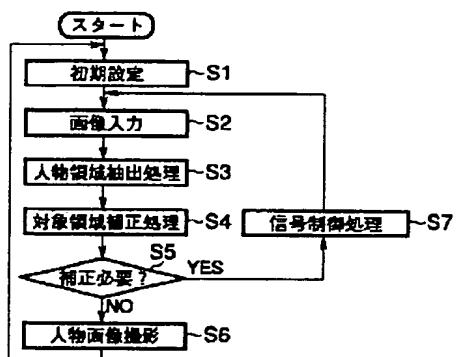 スタート
初期設定 S1
画像入力 S2
人物領域抽出処理 S3
対象領域補正処理 S4
信号制御処理 S7
S5
補正必要? YES
NO
人物画像撮影 S6